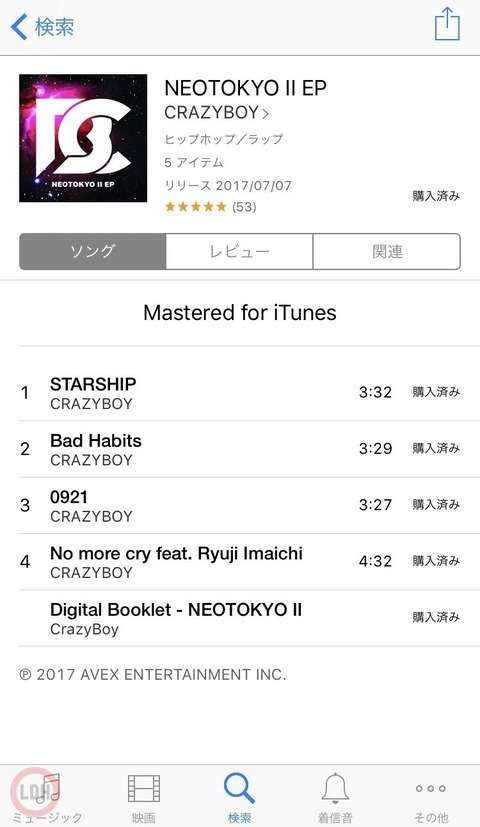 検索
NEOTOKYO II EP
NEOTOKYO II EP
CRAZYBOY
ヒップホップ／ラップ
5 アイテム
リリース 2017/07/07
★★★★★ (53)
購入済み
ソング レビュー 関連
Mastered for iTunes
1 STARSHIP 3:32 購入済み
CRAZYBOY
2 Bad Habits 3:29 購入済み
CRAZYBOY
3 0921 3:27 購入済み
CRAZYBOY
4 No more cry feat. Ryuji Imaichi 4:32 購入済み
CRAZYBOY
Digital Booklet - NEOTOKYO II 購入済み
CrazyBoy
℗ 2017 AVEX ENTERTAINMENT INC.
LDH
ミュージック 映画 検索 着信音 その他